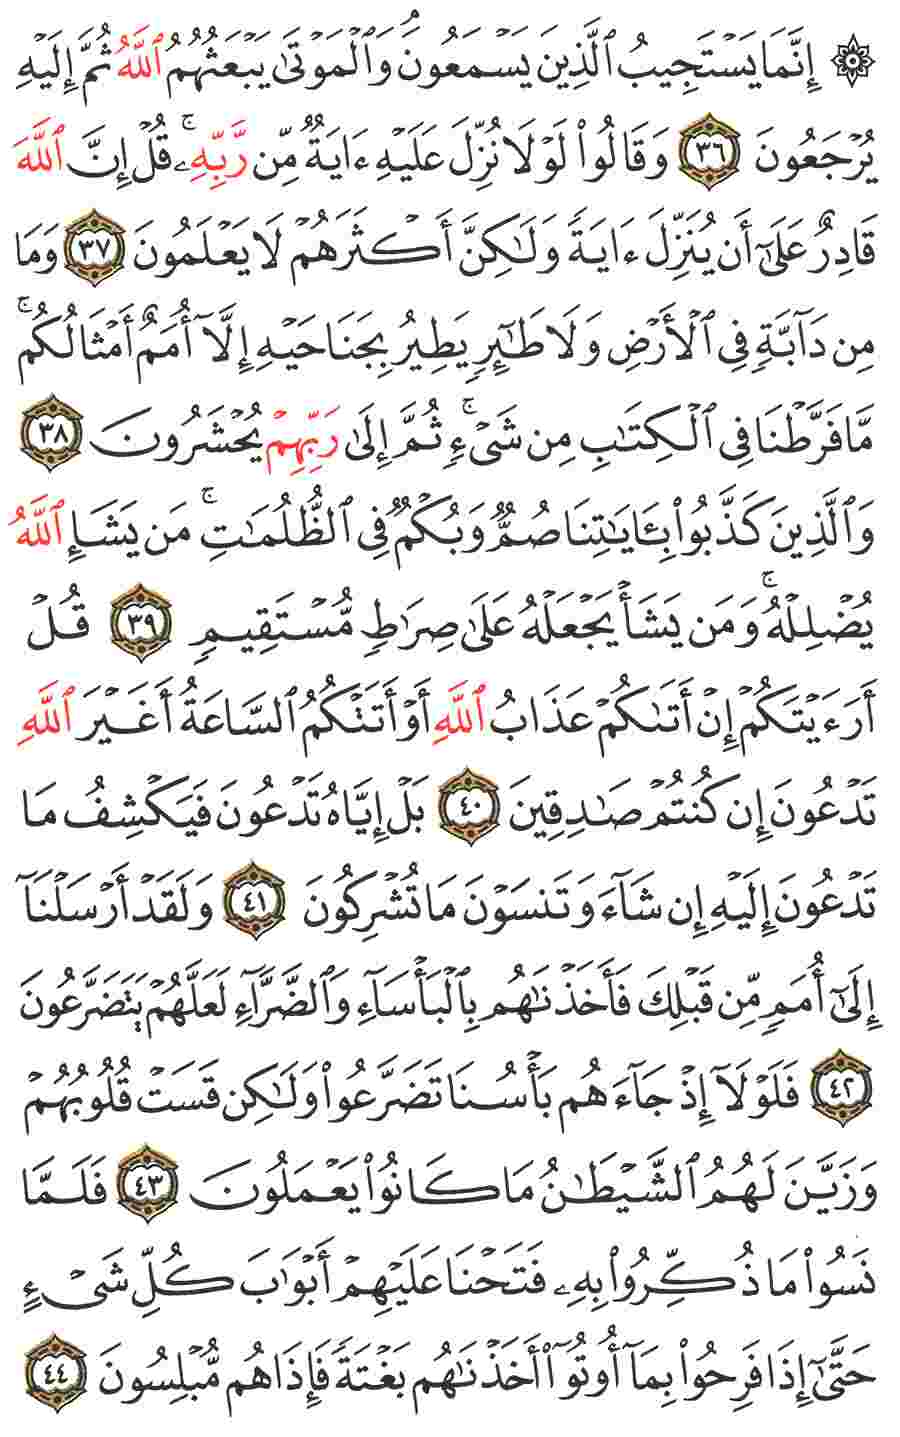 ۞ إِنَّمَا يَسْتَجِيبُ ٱلَّذِينَ يَسْمَعُونَۘ وَٱلْمَوْتَىٰ يَبْعَثُهُمُ ٱللَّهُ ثُمَّ إِلَيْهِ
يُرْجَعُونَ ٣٦ وَقَالُوا۟ لَوْلَا نُزِّلَ عَلَيْهِ ءَايَةٌ مِّن رَّبِّهِۦۚ قُلْ إِنَّ ٱللَّهَ
قَادِرٌ عَلَىٰٓ أَن يُنَزِّلَ ءَايَةً وَلَـٰكِنَّ أَكْثَرَهُمْ لَا يَعْلَمُونَ ٣٧ وَمَا
مِن دَآبَّةٍ فِى ٱلْأَرْضِ وَلَا طَـٰٓئِرٍ يَطِيرُ بِجَنَاحَيْهِ إِلَّآ أُمَمٌ أَمْثَالُكُمۚ
مَّا فَرَّطْنَا فِى ٱلْكِتَـٰبِ مِن شَىْءٍۚ ثُمَّ إِلَىٰ رَبِّهِمْ يُحْشَرُونَ ٣٨
وَٱلَّذِينَ كَذَّبُوا۟ بِـَٔايَـٰتِنَا صُمٌّ وَبُكْمٌ فِى ٱلظُّلُمَـٰتِۗ مَن يَشَإِ ٱللَّهُ
يُضْلِلْهُۚ وَمَن يَشَأْ يَجْعَلْهُ عَلَىٰ صِرَٰطٍ مُّسْتَقِيمٍ ٣٩ قُلْ
أَرَءَيْتَكُمْ إِنْ أَتَىٰكُمْ عَذَابُ ٱللَّهِ أَوْ أَتَتْكُمُ ٱلسَّاعَةُ أَغَيْرَ ٱللَّهِ
تَدْعُونَ إِن كُنتُمْ صَـٰدِقِينَ ٤٠ بَلْ إِيَّاهُ تَدْعُونَ فَيَكْشِفُ مَا
تَدْعُونَ إِلَيْهِ إِن شَآءَ وَتَنسَوْنَ مَا تُشْرِكُونَ ٤١ وَلَقَدْ أَرْسَلْنَآ
إِلَىٰٓ أُمَمٍ مِّن قَبْلِكَ فَأَخَذْنَـٰهُم بِٱلْبَأْسَآءِ وَٱلضَّرَّآءِ لَعَلَّهُمْ يَتَضَرَّعُونَ
٤٢ فَلَوْلَآ إِذْ جَآءَهُم بَأْسُنَا تَضَرَّعُوا۟ وَلَـٰكِن قَسَتْ قُلُوبُهُمْ
وَزَيَّنَ لَهُمُ ٱلشَّيْطَـٰنُ مَا كَانُوا۟ يَعْمَلُونَ ٤٣ فَلَمَّا
نَسُوا۟ مَا ذُكِّرُوا۟ بِهِۦ فَتَحْنَا عَلَيْهِمْ أَبْوَٰبَ كُلِّ شَىْءٍ
حَتَّىٰٓ إِذَا فَرِحُوا۟ بِمَآ أُوتُوٓا۟ أَخَذْنَـٰهُم بَغْتَةً فَإِذَا هُم مُّبْلِسُونَ ٤٤